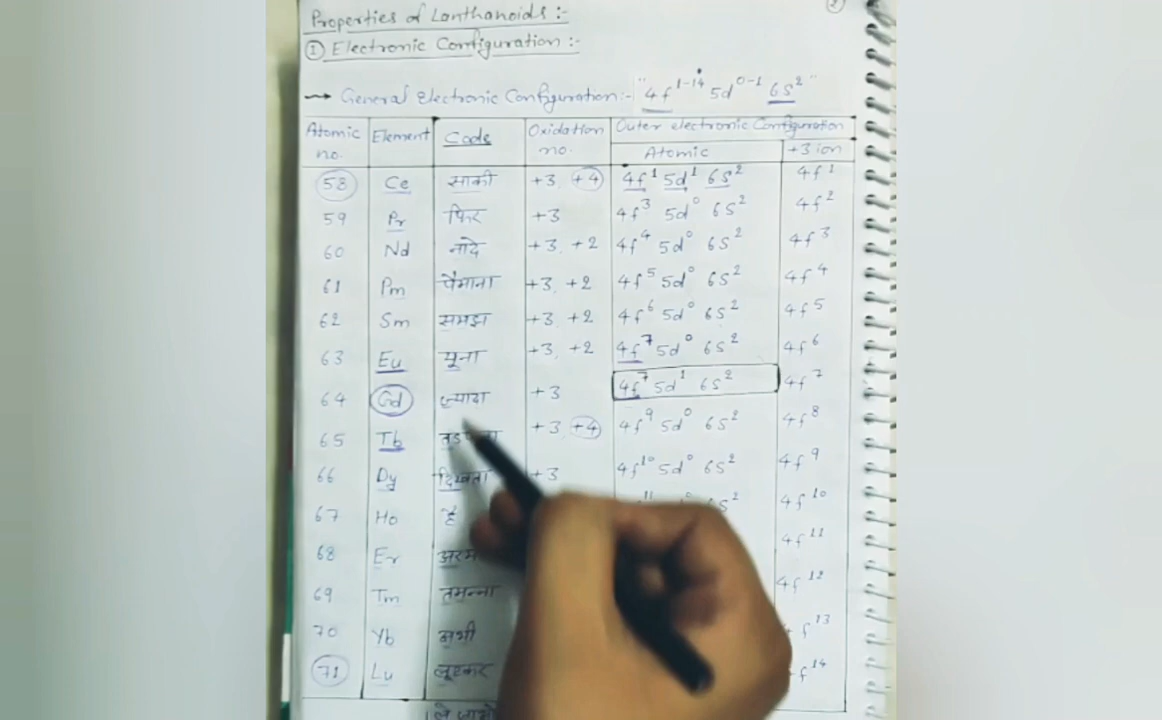 Properties of Lanthanoids :-
① Electronic Configuration :-
→ General Electronic Configuration:- "4f¹⁻¹⁴ 5d⁰⁻¹ 6s²"
Atomic no. Element Code Oxidation no. Outer electronic Configuration
Atomic +3 ion
58 Ce साकी +3, +4 4f¹ 5d¹ 6s² 4f¹
59 Pr फिर +3 4f³ 5d⁰ 6s² 4f²
60 Nd नादे +3, +2 4f⁴ 5d⁰ 6s² 4f³
61 Pm पैमाना +3, +2 4f⁵ 5d⁰ 6s² 4f⁴
62 Sm समझ +3, +2 4f⁶ 5d⁰ 6s² 4f⁵
63 Eu यूना +3, +2 4f⁷ 5d⁰ 6s² 4f⁶
64 Gd ज्यादा +3 4f⁷ 5d¹ 6s² 4f⁷
65 Tb +3, +4 4f⁹ 5d⁰ 6s² 4f⁸
66 Dy दिखता +3 4f¹⁰ 5d⁰ 6s² 4f⁹
67 Ho है 4f¹⁰
68 Er 4f¹¹
69 Tm तमन्ना 4f¹²
70 Yb सभी f¹³
71 Lu लूटकर f¹⁴